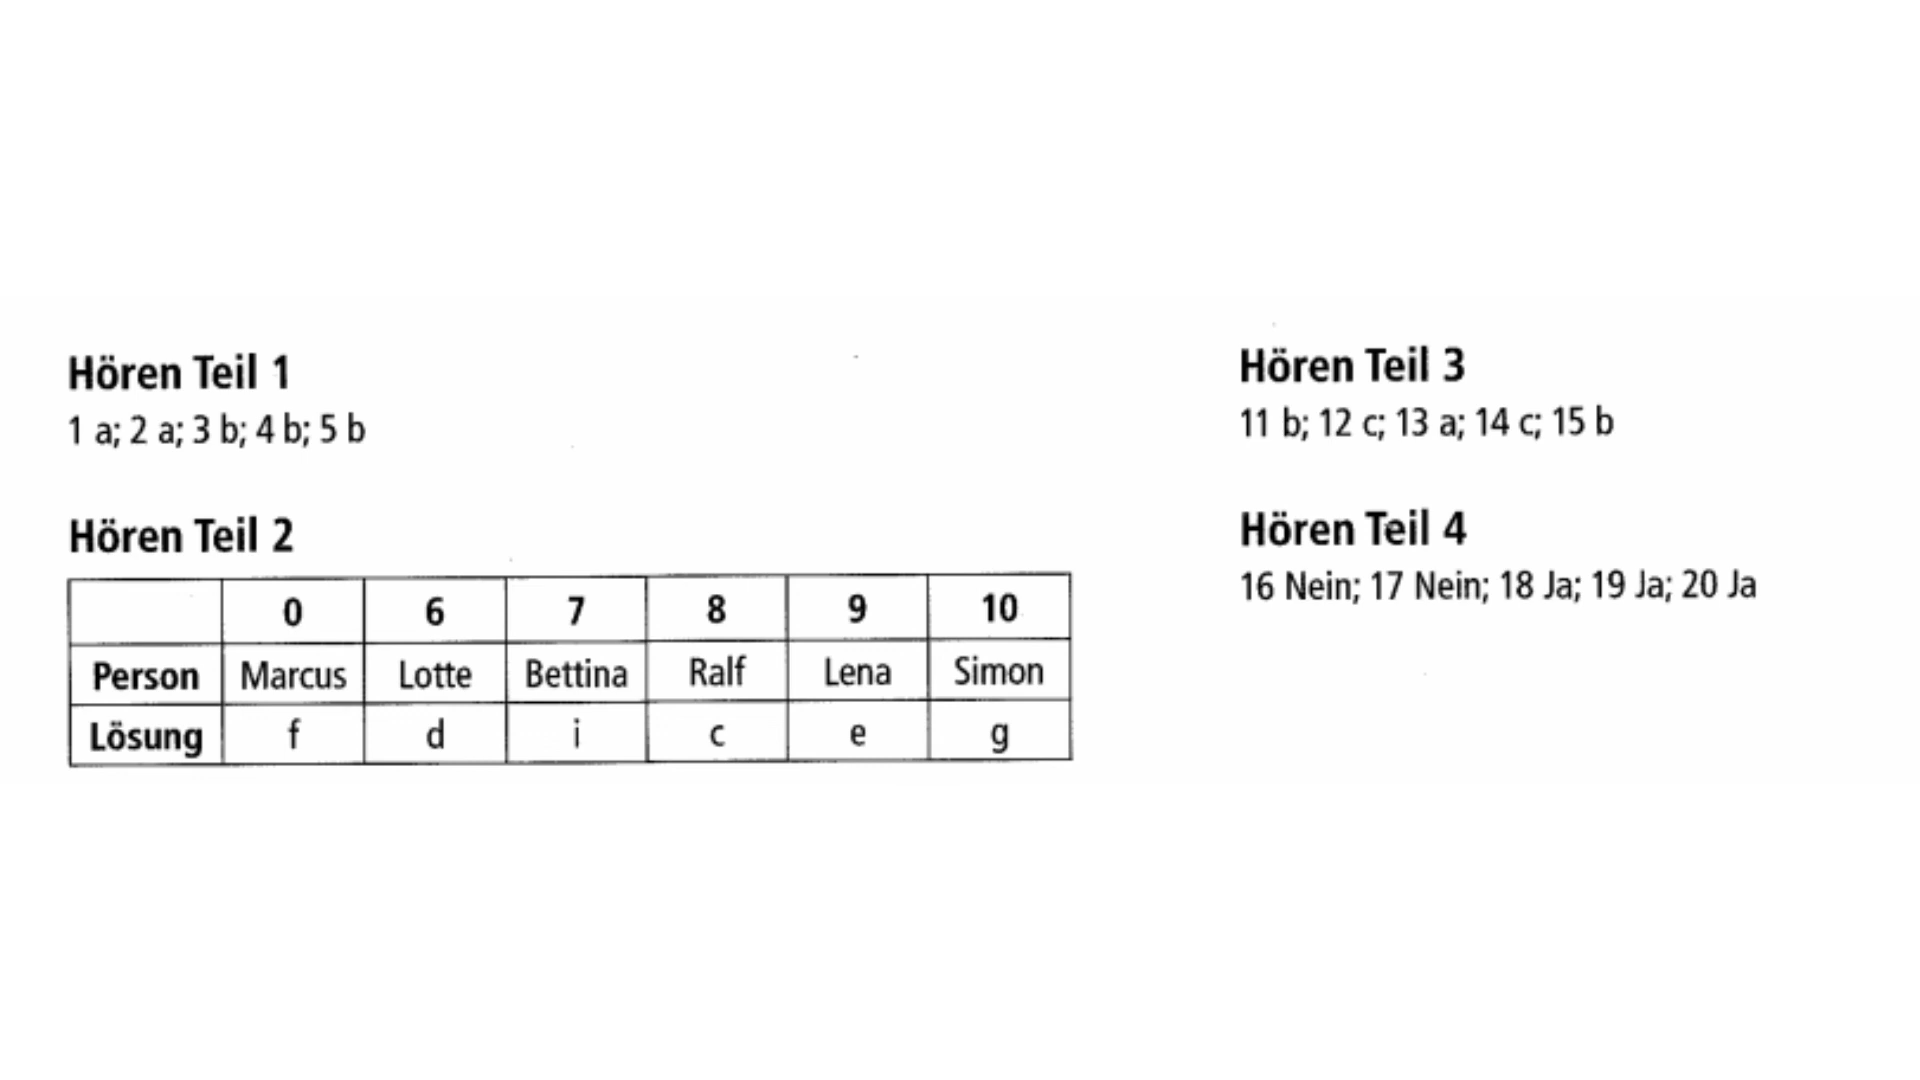 Hören Teil 1
1 a; 2 a; 3 b; 4 b; 5 b
Hören Teil 2
0 6 7 8 9 10
Person Marcus Lotte Bettina Ralf Lena Simon
Lösung f d i c e g
Hören Teil 3
11 b; 12 c; 13 a; 14 c; 15 b
Hören Teil 4
16 Nein; 17 Nein; 18 Ja; 19 Ja; 20 Ja